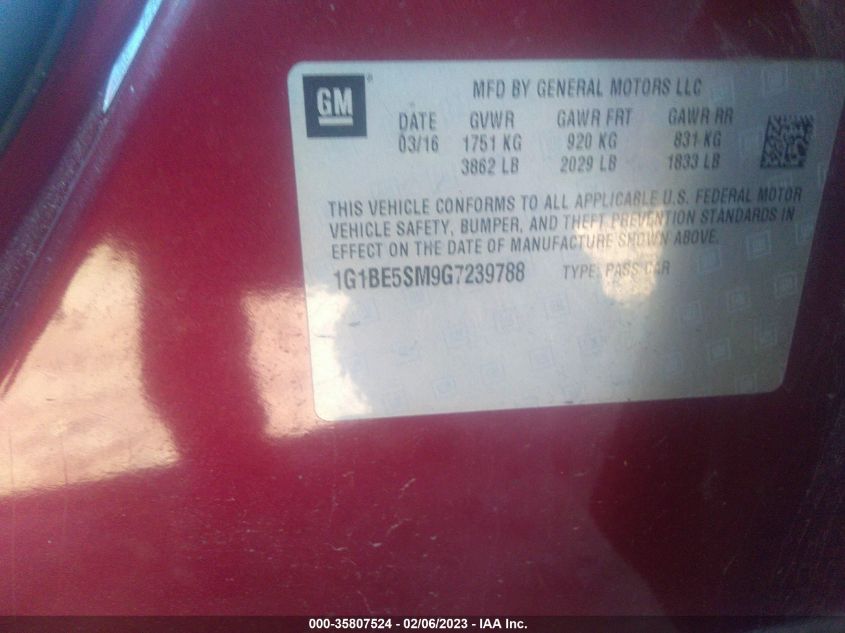 GM ®
MFD BY GENERAL MOTORS LLC
DATE GVWR GAWR FRT GAWR RR
03/16 1751 KG 920 KG 831 KG
3862 LB 2029 LB 1833 LB
THIS VEHICLE CONFORMS TO ALL APPLICABLE U.S. FEDERAL MOTOR
VEHICLE SAFETY, BUMPER, AND THEFT PREVENTION STANDARDS IN
EFFECT ON THE DATE OF MANUFACTURE SHOWN ABOVE.
1G1BE5SM9G7239788 TYPE: PASS CAR
000-35807524 - 02/06/2023 - IAA Inc.